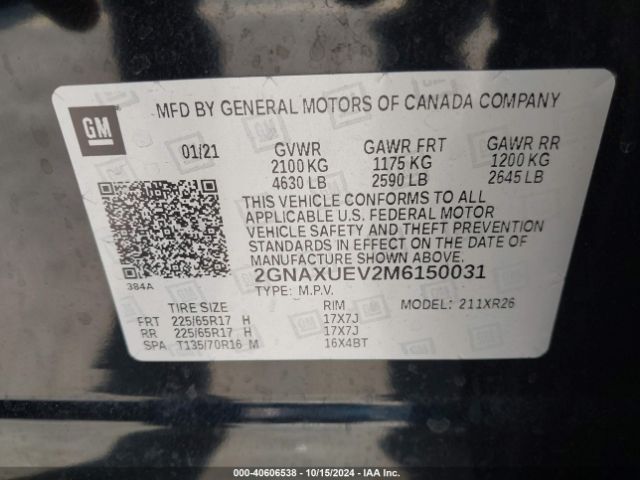 GM
MFD BY GENERAL MOTORS OF CANADA COMPANY
01/21 GVWR GAWR FRT GAWR RR
2100 KG 1175 KG 1200 KG
4630 LB 2590 LB 2645 LB
THIS VEHICLE CONFORMS TO ALL
APPLICABLE U.S. FEDERAL MOTOR
VEHICLE SAFETY AND THEFT PREVENTION
STANDARDS IN EFFECT ON THE DATE OF
MANUFACTURE SHOWN ABOVE.
2GNAXUEV2M6150031
384A
TYPE: M.P.V.
TIRE SIZE RIM MODEL: 211XR26
FRT 225/65R17 H 17X7J
RR 225/65R17 H 17X7J
SPA T135/70R16 M 16X4BT
000-40606538 - 10/15/2024 - IAA Inc.